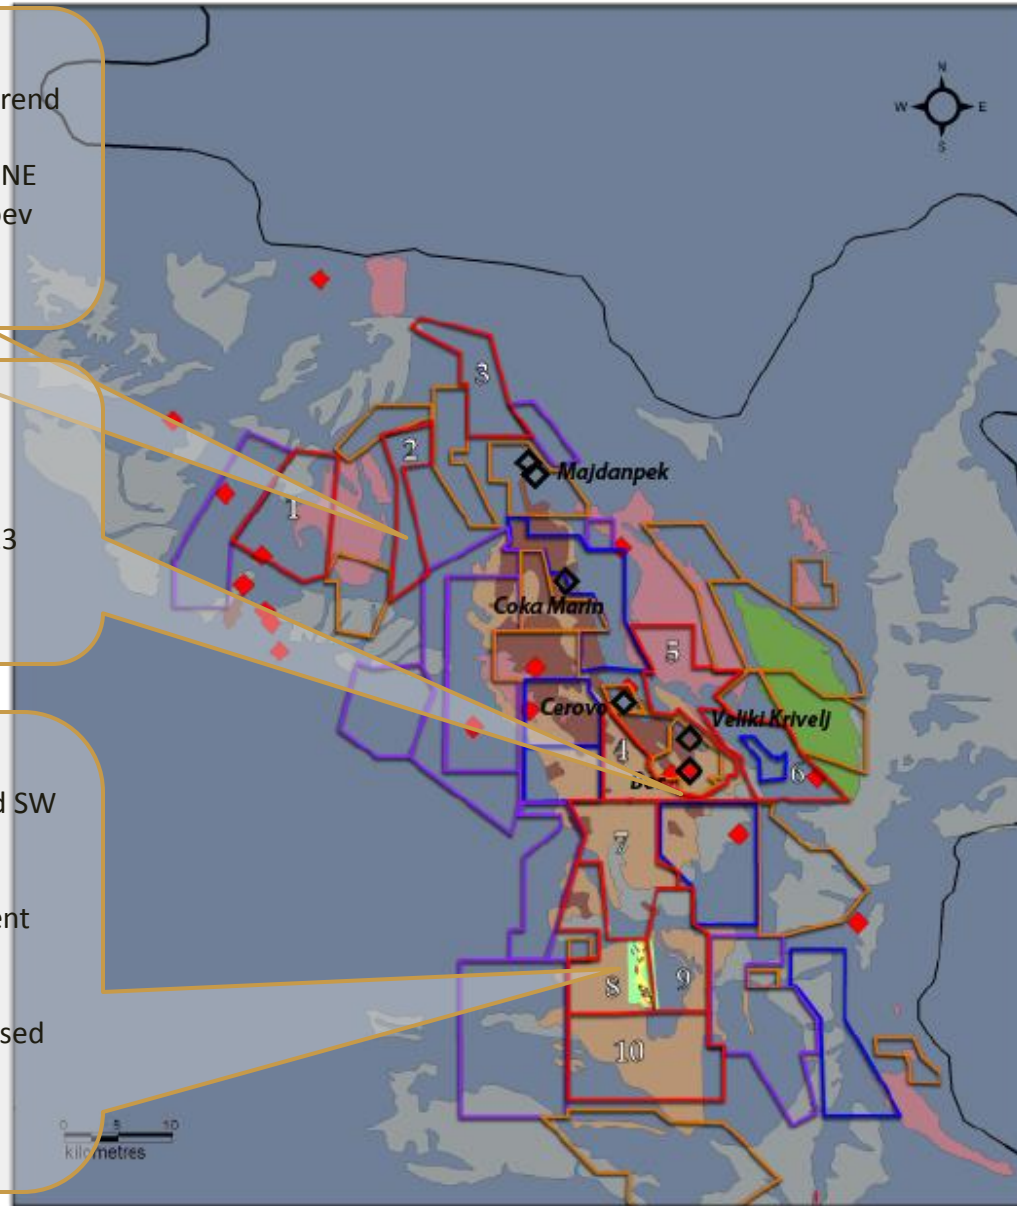 rend
NE
ev
3
d SW
ent
sed
N
W
E
S
3
2
1
Majdanpek
Coka Marin
5
Cerovo
Veliki Krivelj
4
6
7
8
9
10
0 5 10
kilometres